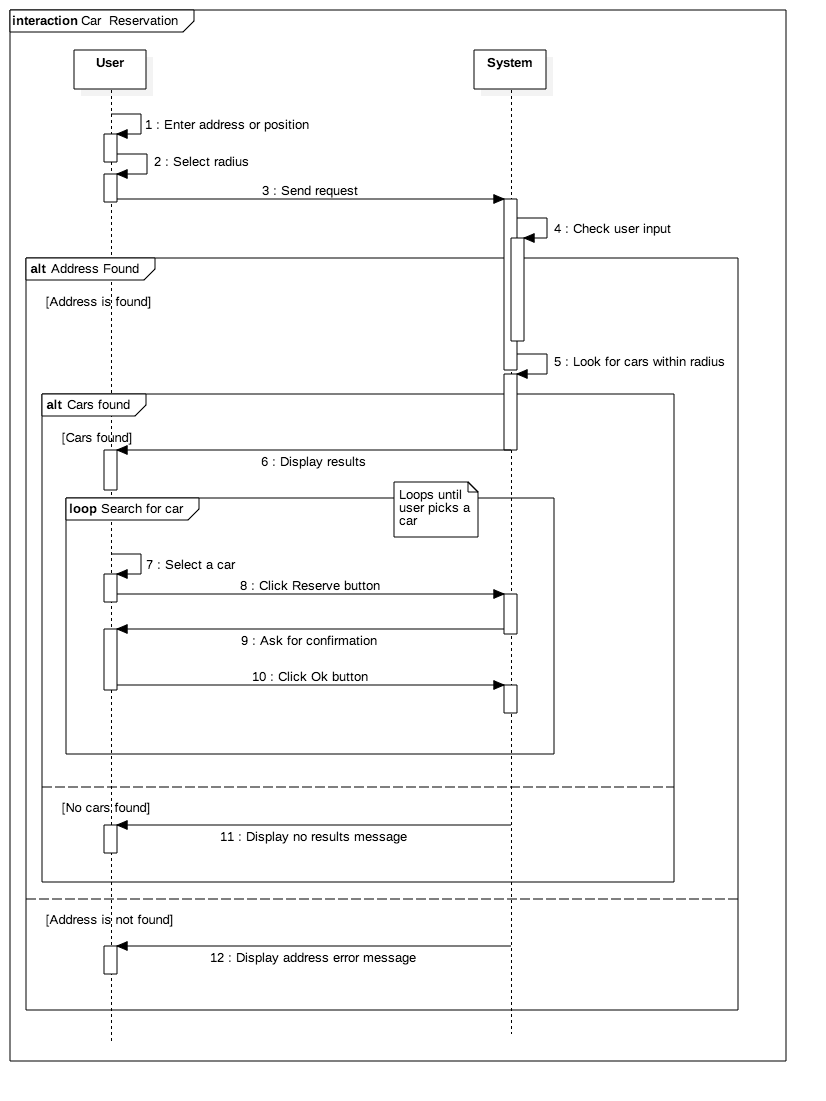 interaction Car Reservation
User
System
1 : Enter address or position
2 : Select radius
3 : Send request
4 : Check user input
alt Address Found
[Address is found]
5 : Look for cars within radius
alt Cars found
[Cars found]
6 : Display results
Loops until
user picks a
car
loop Search for car
7 : Select a car
8 : Click Reserve button
9 : Ask for confirmation
10 : Click Ok button
[No cars found]
11 : Display no results message
[Address is not found]
12 : Display address error message